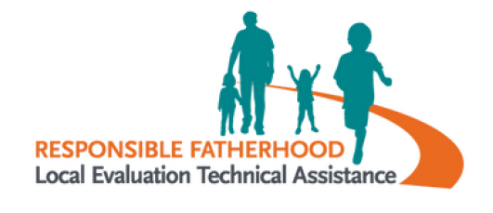 RESPONSIBLE FATHERHOOD
Local Evaluation Technical Assistance